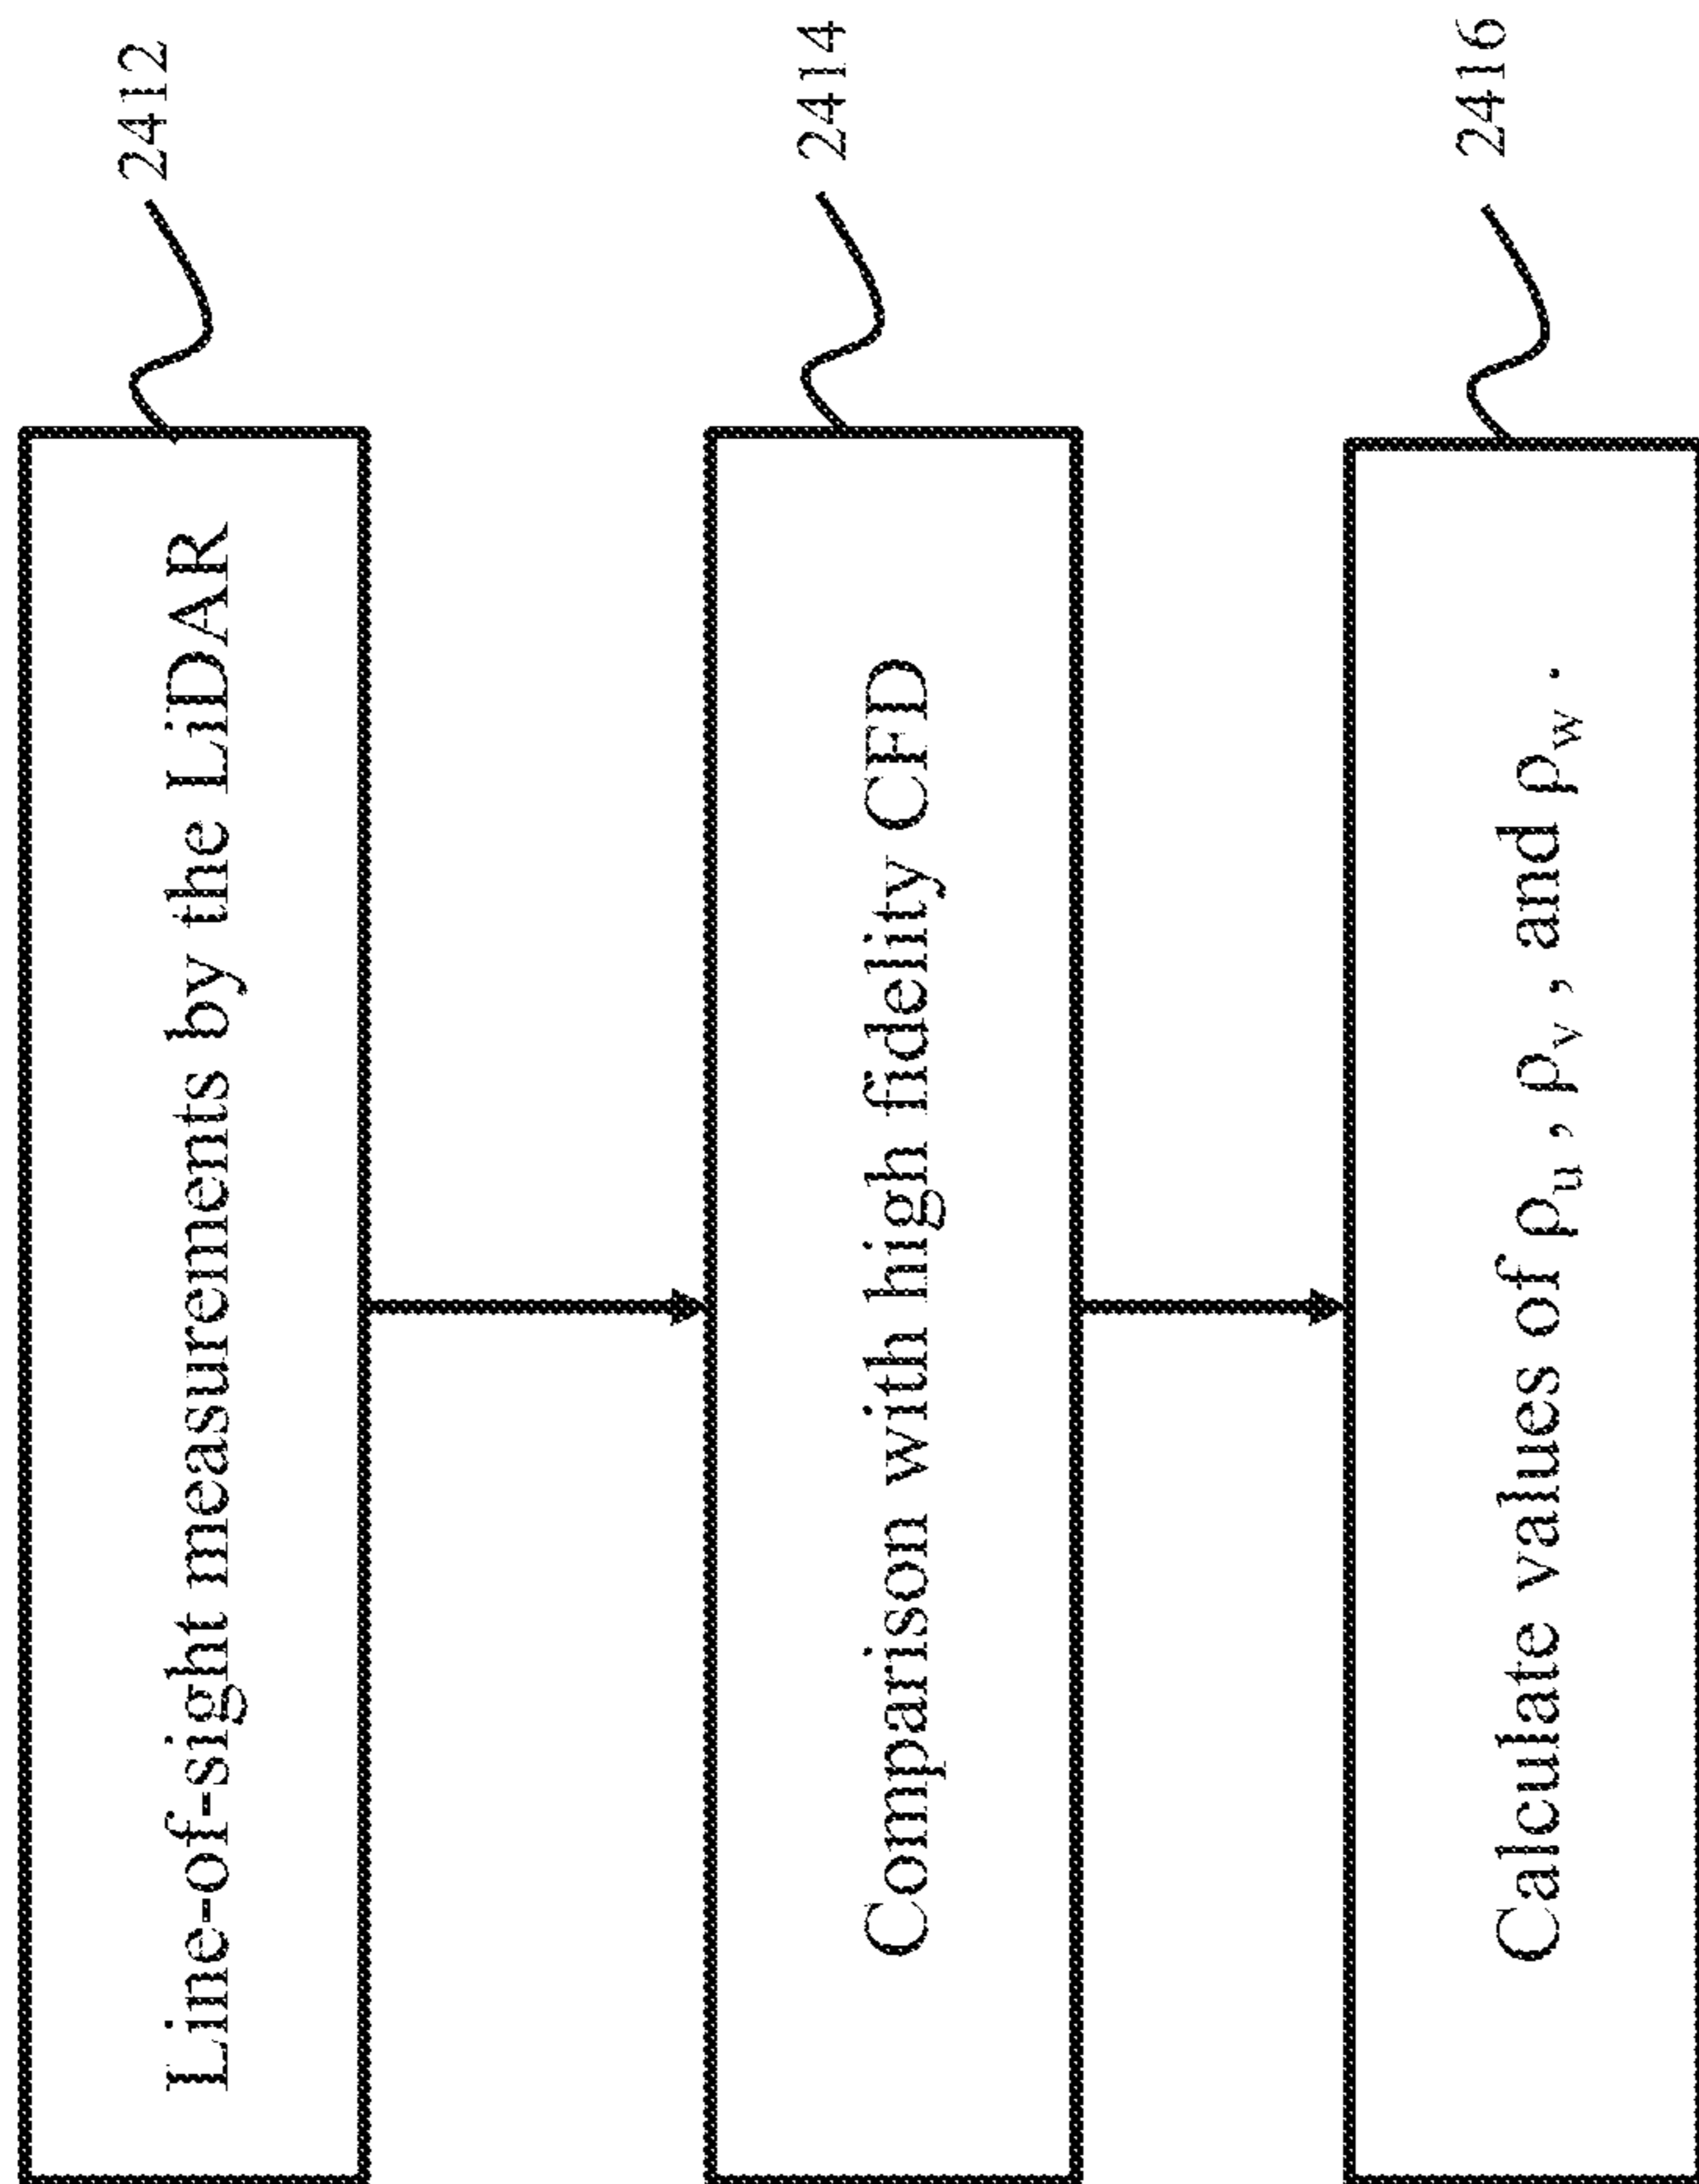 Line-of-sight measurements by the LiDAR
2412
Comparison with high fidelity CFD
2414
Calculate values of ρu , ρv , and ρw .
2416